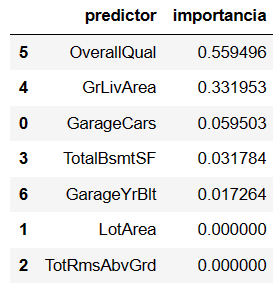 predictor importancia
5 OverallQual 0.559496
4 GrLivArea 0.331953
0 GarageCars 0.059503
3 TotalBsmtSF 0.031784
6 GarageYrBlt 0.017264
1 LotArea 0.000000
2 TotRmsAbvGrd 0.000000